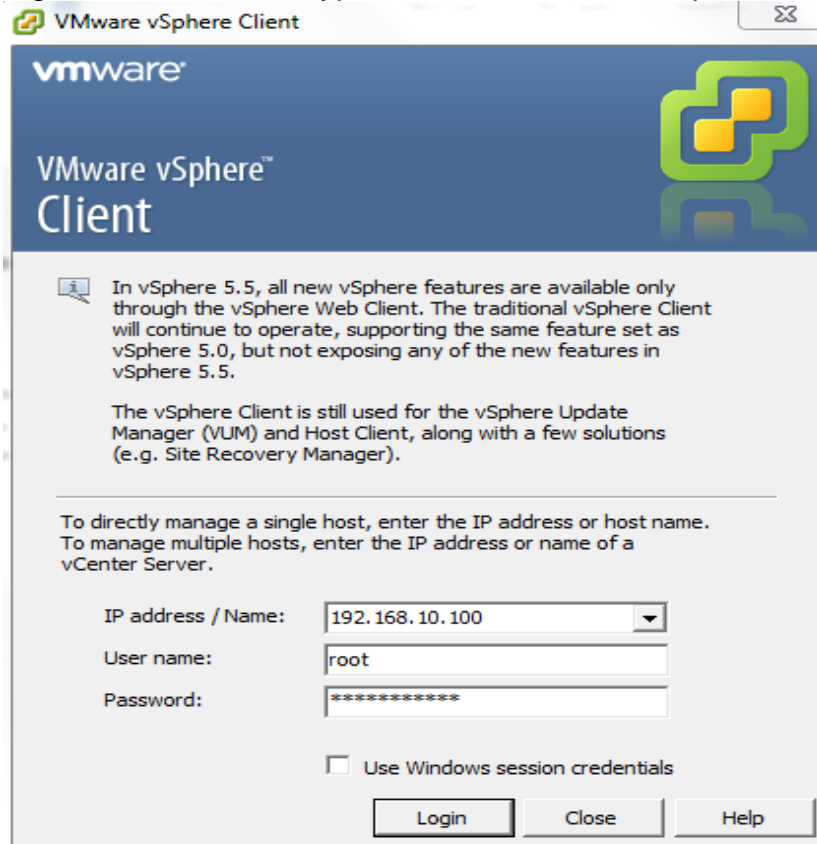 VMware vSphere Client
vmware
VMware vSphere™
Client
In vSphere 5.5, all new vSphere features are available only
through the vSphere Web Client. The traditional vSphere Client
will continue to operate, supporting the same feature set as
vSphere 5.0, but not exposing any of the new features in
vSphere 5.5.
The vSphere Client is still used for the vSphere Update
Manager (VUM) and Host Client, along with a few solutions
(e.g. Site Recovery Manager).
To directly manage a single host, enter the IP address or host name.
To manage multiple hosts, enter the IP address or name of a
vCenter Server.
IP address / Name: 192.168.10.100
User name: root
Password: ***********
Use Windows session credentials
Login Close Help